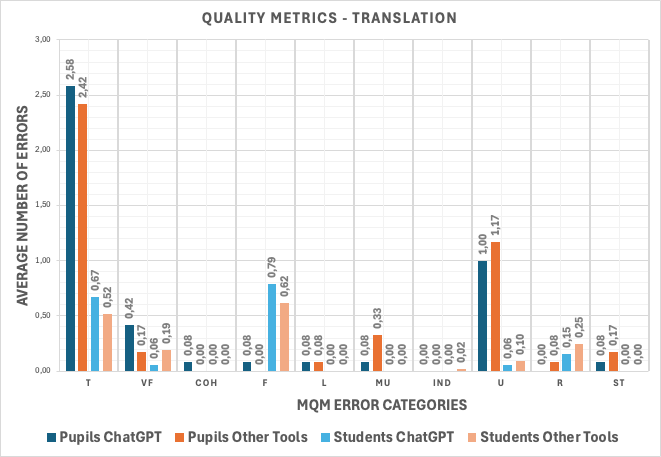 QUALITY METRICS - TRANSLATION
AVERAGE NUMBER OF ERRORS
3,00
2,50
2,00
1,50
1,00
0,50
0,00
2,58 2,42 0,67 0,52
0,42 0,17 0,06 0,19
0,08 0,00 0,00 0,00
0,08 0,00 0,79 0,62
0,08 0,08 0,00 0,00
0,08 0,33 0,00 0,00
0,00 0,00 0,00 0,02
1,00 1,17 0,06 0,10
0,00 0,08 0,15 0,25
0,08 0,17 0,00 0,00
T VF COH F L MU IND U R ST
MQM ERROR CATEGORIES
Pupils ChatGPT Pupils Other Tools Students ChatGPT Students Other Tools